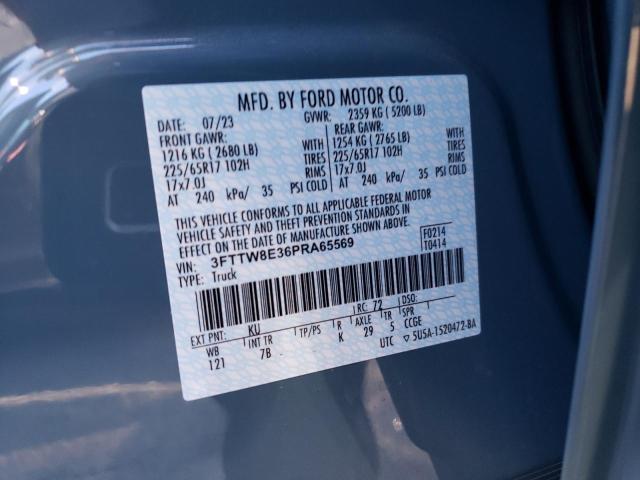 MFD. BY FORD MOTOR CO.
DATE: 07/23 GVWR: 2359 KG ( 5200 LB)
FRONT GAWR: REAR GAWR:
1216 KG ( 2680 LB) WITH 1254 KG ( 2765 LB) WITH
225/65R17 102H TIRES 225/65R17 102H TIRES
17x7.0J RIMS 17x7.0J RIMS
AT 240 kPa/ 35 PSI COLD AT 240 kPa/ 35 PSI COLD
THIS VEHICLE CONFORMS TO ALL APPLICABLE FEDERAL MOTOR
VEHICLE SAFETY AND THEFT PREVENTION STANDARDS IN
EFFECT ON THE DATE OF MANUFACTURE SHOWN ABOVE.
VIN: 3FTTW8E36PRA65569 F0214
TYPE: Truck T0414
EXT PNT: KU RC: 72 DSO:
WB INT TR TP/PS R AXLE TR SPR
121 7B K 29 5 CCGE
UTC 5U5A-1520472-BA